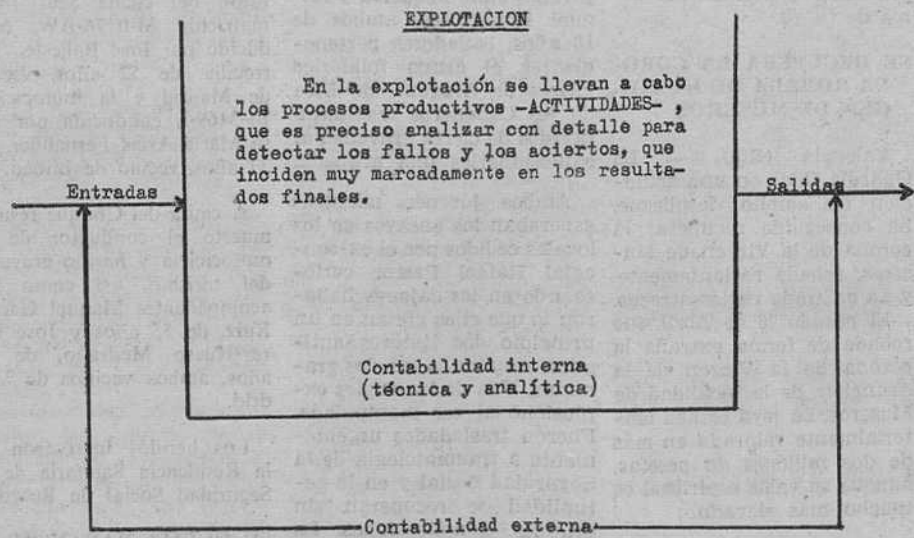 EXPLOTACION
En la explotación se llevan a cabo
los procesos productivos -ACTIVIDADES- ,
que es preciso analizar con detalle para
detectar los fallos y los aciertos, que
inciden muy marcadamente en los resulta-
dos finales.
Entradas
Salidas
Contabilidad interna
(técnica y analítica)
Contabilidad externa